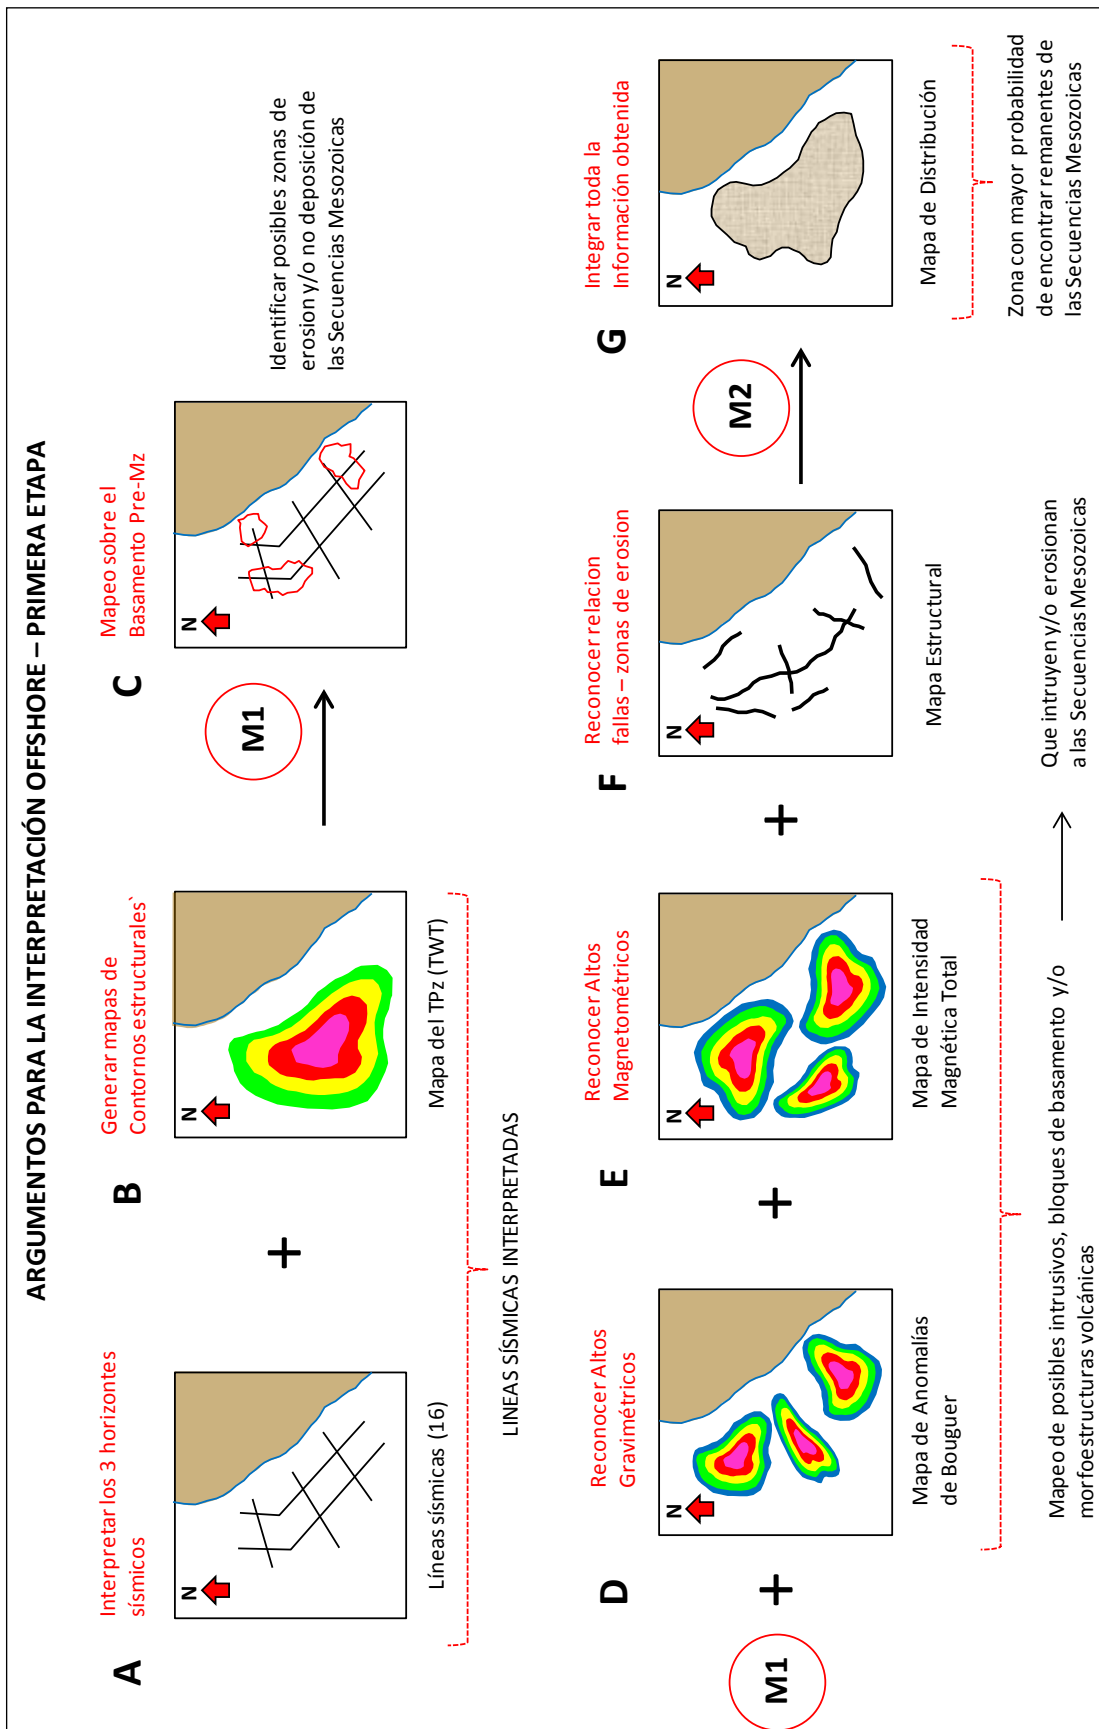 ARGUMENTOS PARA LA INTERPRETACIÓN OFFSHORE – PRIMERA ETAPA
A
Interpretar los 3 horizontes
sísmicos
N
Líneas sísmicas (16)
+
B
Generar mapas de
Contornos estructurales`
N
Mapa del TPz (TWT)
LINEAS SÍSMICAS INTERPRETADAS
M1
C
Mapeo sobre el
Basamento Pre-Mz
N
Identificar posibles zonas de
erosion y/o no deposición de
las Secuencias Mesozoicas
M1
+
D
Reconocer Altos
Gravimétricos
N
Mapa de Anomalías
de Bouguer
+
E
Reconocer Altos
Magnetométricos
N
Mapa de Intensidad
Magnética Total
Mapeo de posibles intrusivos, bloques de basamento y/o
morfoestructuras volcánicas
Que intruyen y/o erosionan
a las Secuencias Mesozoicas
+
F
Reconocer relacion
fallas – zonas de erosion
N
Mapa Estructural
M2
G
Integrar toda la
Información obtenida
N
Mapa de Distribución
Zona con mayor probabilidad
de encontrar remanentes de
las Secuencias Mesozoicas